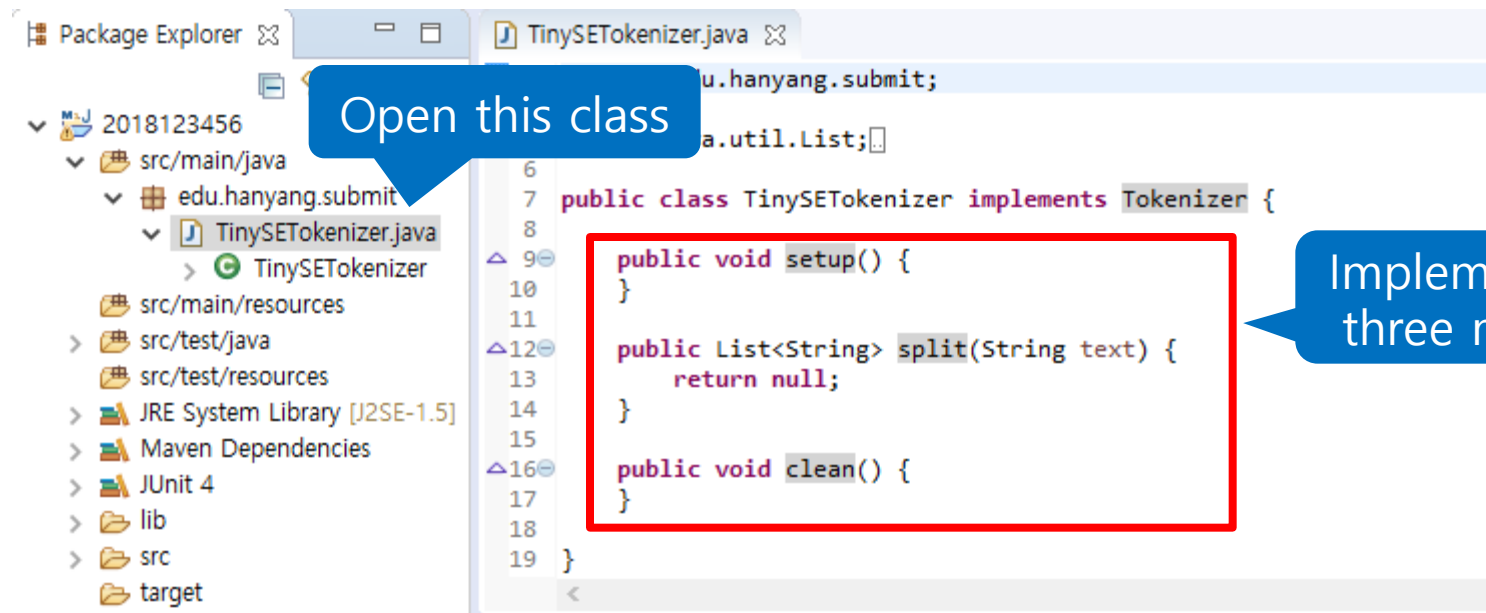 Package Explorer
2018123456
src/main/java
edu.hanyang.submit
TinySETokenizer.java
TinySETokenizer
src/main/resources
src/test/java
src/test/resources
JRE System Library [J2SE-1.5]
Maven Dependencies
JUnit 4
lib
src
target
Open this class
TinySETokenizer.java
u.hanyang.submit;
a.util.List;
6
7 public class TinySETokenizer implements Tokenizer {
8
9 public void setup() {
10 }
11
12 public List<String> split(String text) {
13 return null;
14 }
15
16 public void clean() {
17 }
18
19 }
Implem
three